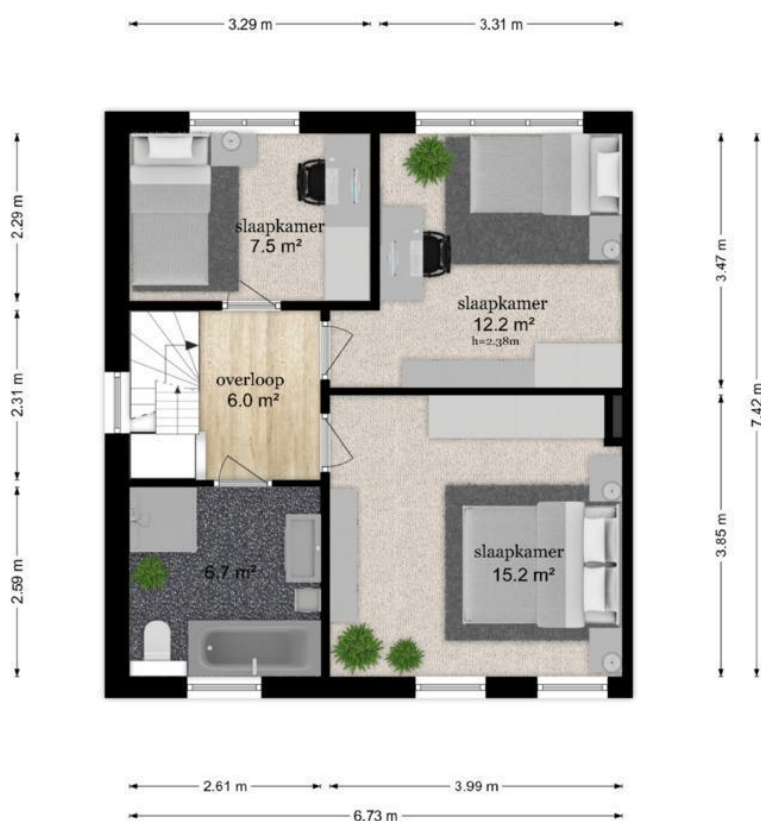 3.29 m
3.31 m
2.29 m
2.31 m
2.59 m
3.47 m
3.85 m
7.42 m
slaapkamer
7.5 m²
slaapkamer
12.2 m²
h=2.38m
overloop
6.0 m²
6.7 m²
slaapkamer
15.2 m²
2.61 m
3.99 m
6.73 m